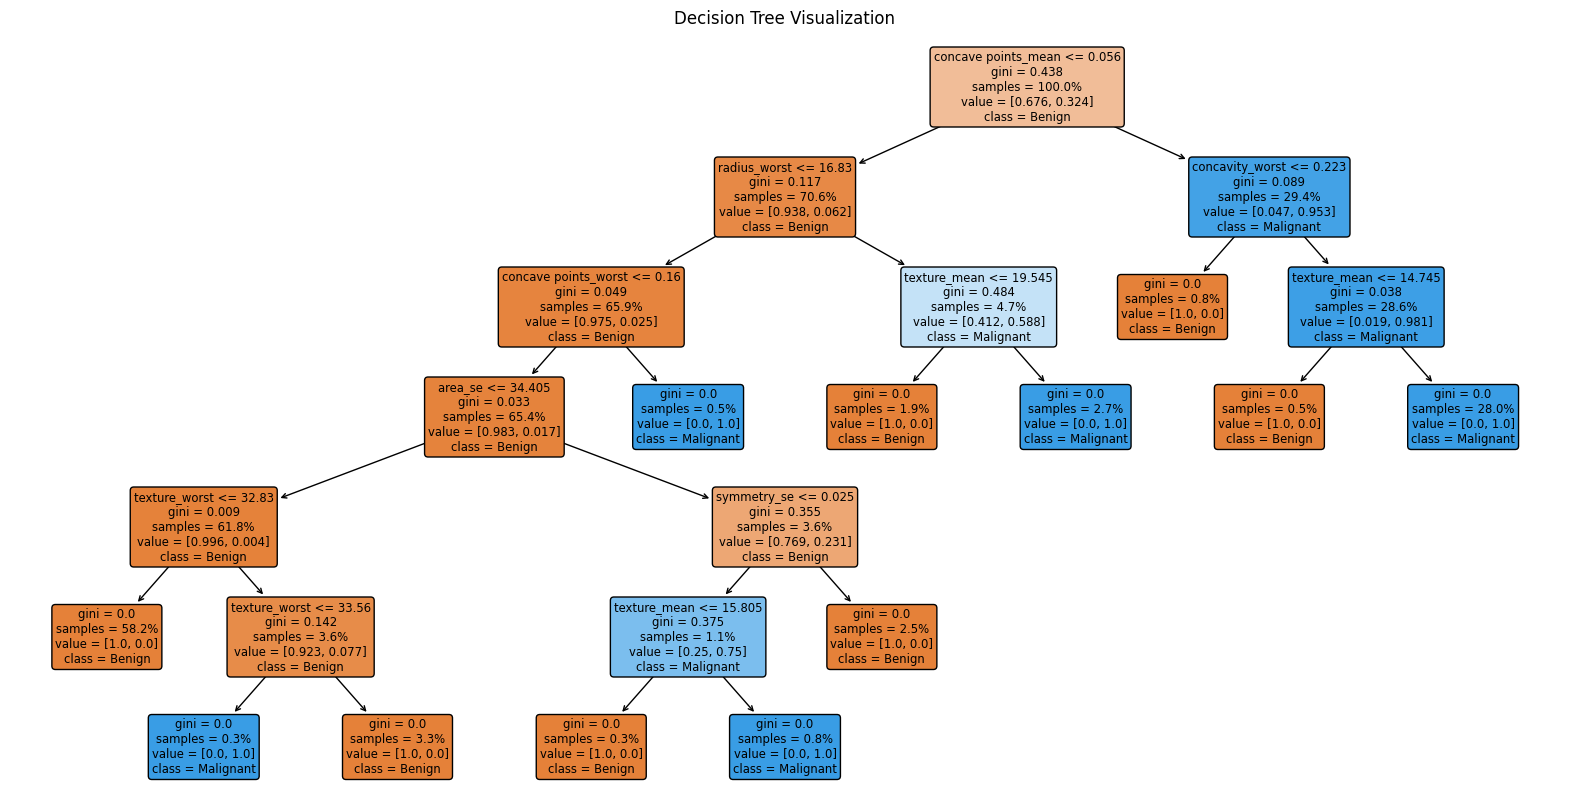 Decision Tree Visualization
concave points_mean <= 0.056
gini = 0.438
samples = 100.0%
value = [0.676, 0.324]
class = Benign
radius_worst <= 16.83
gini = 0.117
samples = 70.6%
value = [0.938, 0.062]
class = Benign
concavity_worst <= 0.223
gini = 0.089
samples = 29.4%
value = [0.047, 0.953]
class = Malignant
concave points_worst <= 0.16
gini = 0.049
samples = 65.9%
value = [0.975, 0.025]
class = Benign
texture_mean <= 19.545
gini = 0.484
samples = 4.7%
value = [0.412, 0.588]
class = Malignant
gini = 0.0
samples = 0.8%
value = [1.0, 0.0]
class = Benign
texture_mean <= 14.745
gini = 0.038
samples = 28.6%
value = [0.019, 0.981]
class = Malignant
area_se <= 34.405
gini = 0.033
samples = 65.4%
value = [0.983, 0.017]
class = Benign
gini = 0.0
samples = 0.5%
value = [0.0, 1.0]
class = Malignant
gini = 0.0
samples = 1.9%
value = [1.0, 0.0]
class = Benign
gini = 0.0
samples = 2.7%
value = [0.0, 1.0]
class = Malignant
gini = 0.0
samples = 0.5%
value = [1.0, 0.0]
class = Benign
gini = 0.0
samples = 28.0%
value = [0.0, 1.0]
class = Malignant
texture_worst <= 32.83
gini = 0.009
samples = 61.8%
value = [0.996, 0.004]
class = Benign
symmetry_se <= 0.025
gini = 0.355
samples = 3.6%
value = [0.769, 0.231]
class = Benign
gini = 0.0
samples = 58.2%
value = [1.0, 0.0]
class = Benign
texture_worst <= 33.56
gini = 0.142
samples = 3.6%
value = [0.923, 0.077]
class = Benign
texture_mean <= 15.805
gini = 0.375
samples = 1.1%
value = [0.25, 0.75]
class = Malignant
gini = 0.0
samples = 2.5%
value = [1.0, 0.0]
class = Benign
gini = 0.0
samples = 0.3%
value = [0.0, 1.0]
class = Malignant
gini = 0.0
samples = 3.3%
value = [1.0, 0.0]
class = Benign
gini = 0.0
samples = 0.3%
value = [1.0, 0.0]
class = Benign
gini = 0.0
samples = 0.8%
value = [0.0, 1.0]
class = Malignant